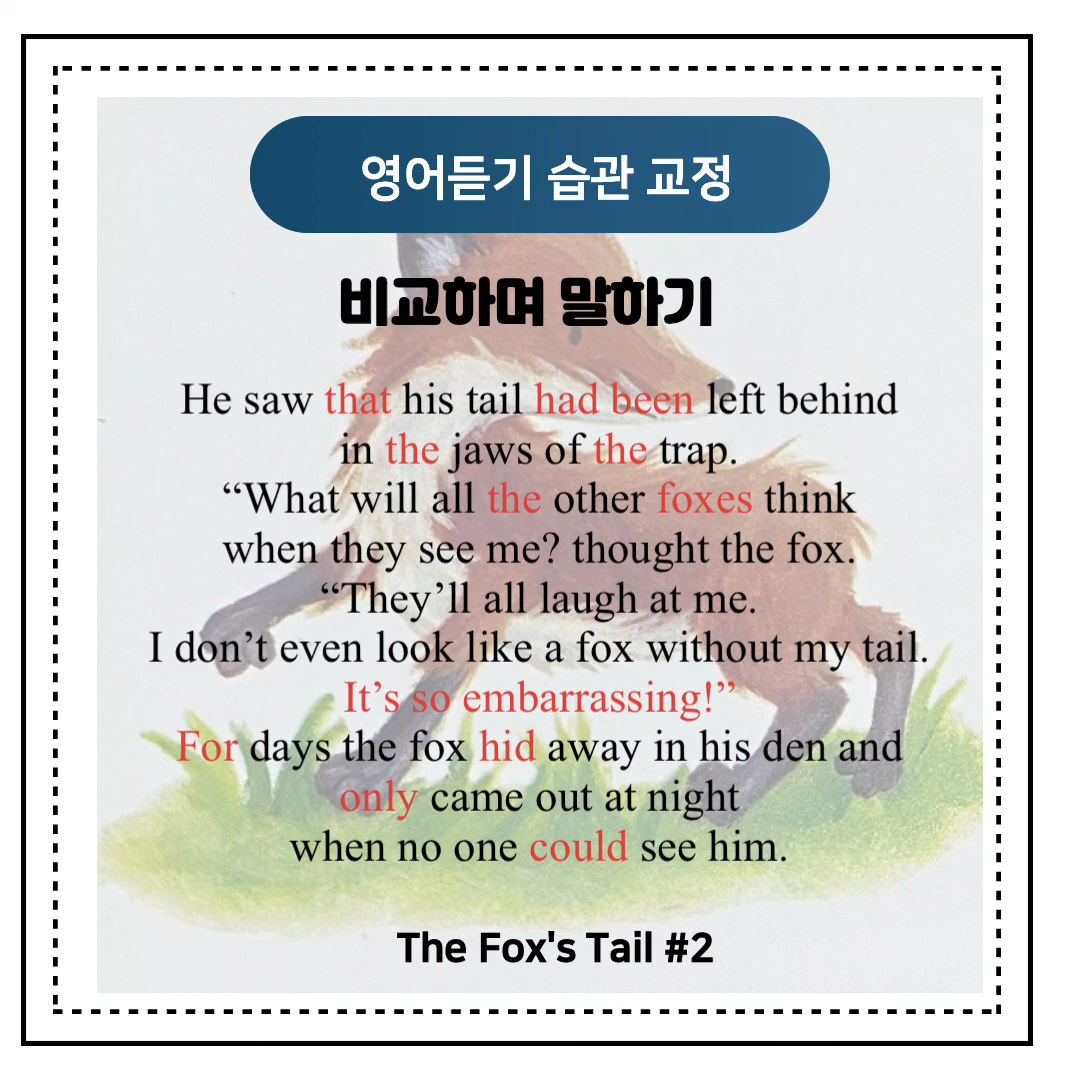 영어듣기 습관 교정
비교하며 말하기
He saw that his tail had been left behind
in the jaws of the trap.
“What will all the other foxes think
when they see me? thought the fox.
“They’ll all laugh at me.
I don’t even look like a fox without my tail.
It’s so embarrassing!”
For days the fox hid away in his den and
only came out at night
when no one could see him.
The Fox's Tail #2